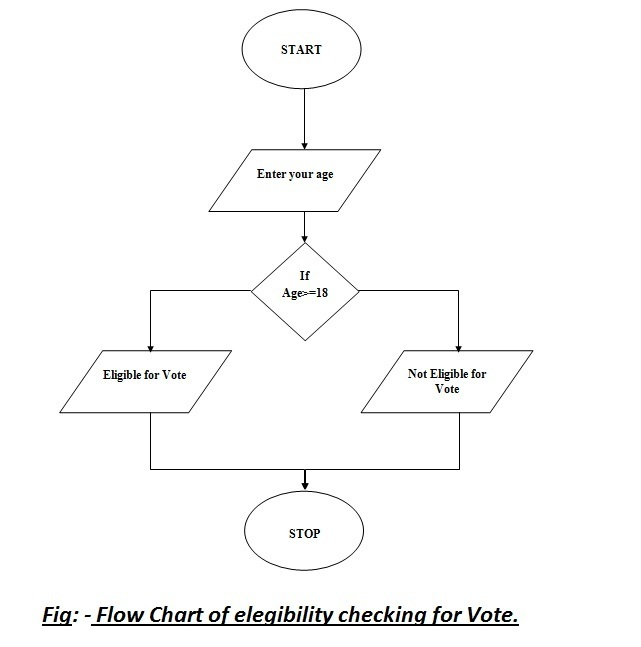 START
Enter your age
If
Age>=18
Eligible for Vote
Not Eligible for
Vote
STOP
Fig: - Flow Chart of elegibility checking for Vote.